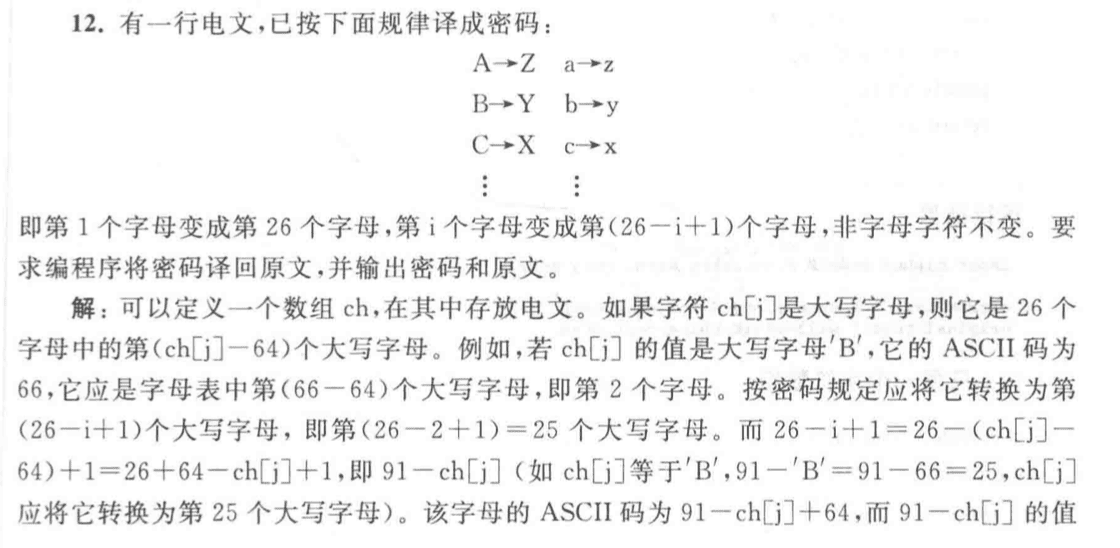 12. 有一行电文,已按下面规律译成密码:
A→Z a→z
B→Y b→y
C→X c→x
⋮ ⋮
即第 1 个字母变成第 26 个字母,第 i 个字母变成第(26−i+1)个字母,非字母字符不变。要
求编程序将密码译回原文,并输出密码和原文。
解:可以定义一个数组 ch,在其中存放电文。如果字符 ch[j]是大写字母,则它是 26 个
字母中的第(ch[j]−64)个大写字母。例如,若 ch[j] 的值是大写字母'B',它的 ASCII 码为
66,它应是字母表中第(66−64)个大写字母,即第 2 个字母。按密码规定应将它转换为第
(26−i+1)个大写字母, 即第(26−2+1)=25 个大写字母。而 26−i+1=26−(ch[j]−
64)+1=26+64−ch[j]+1,即 91−ch[j] (如 ch[j]等于'B',91−'B'=91−66=25,ch[j]
应将它转换为第 25 个大写字母)。该字母的 ASCII 码为 91−ch[j]+64,而 91−ch[j] 的值